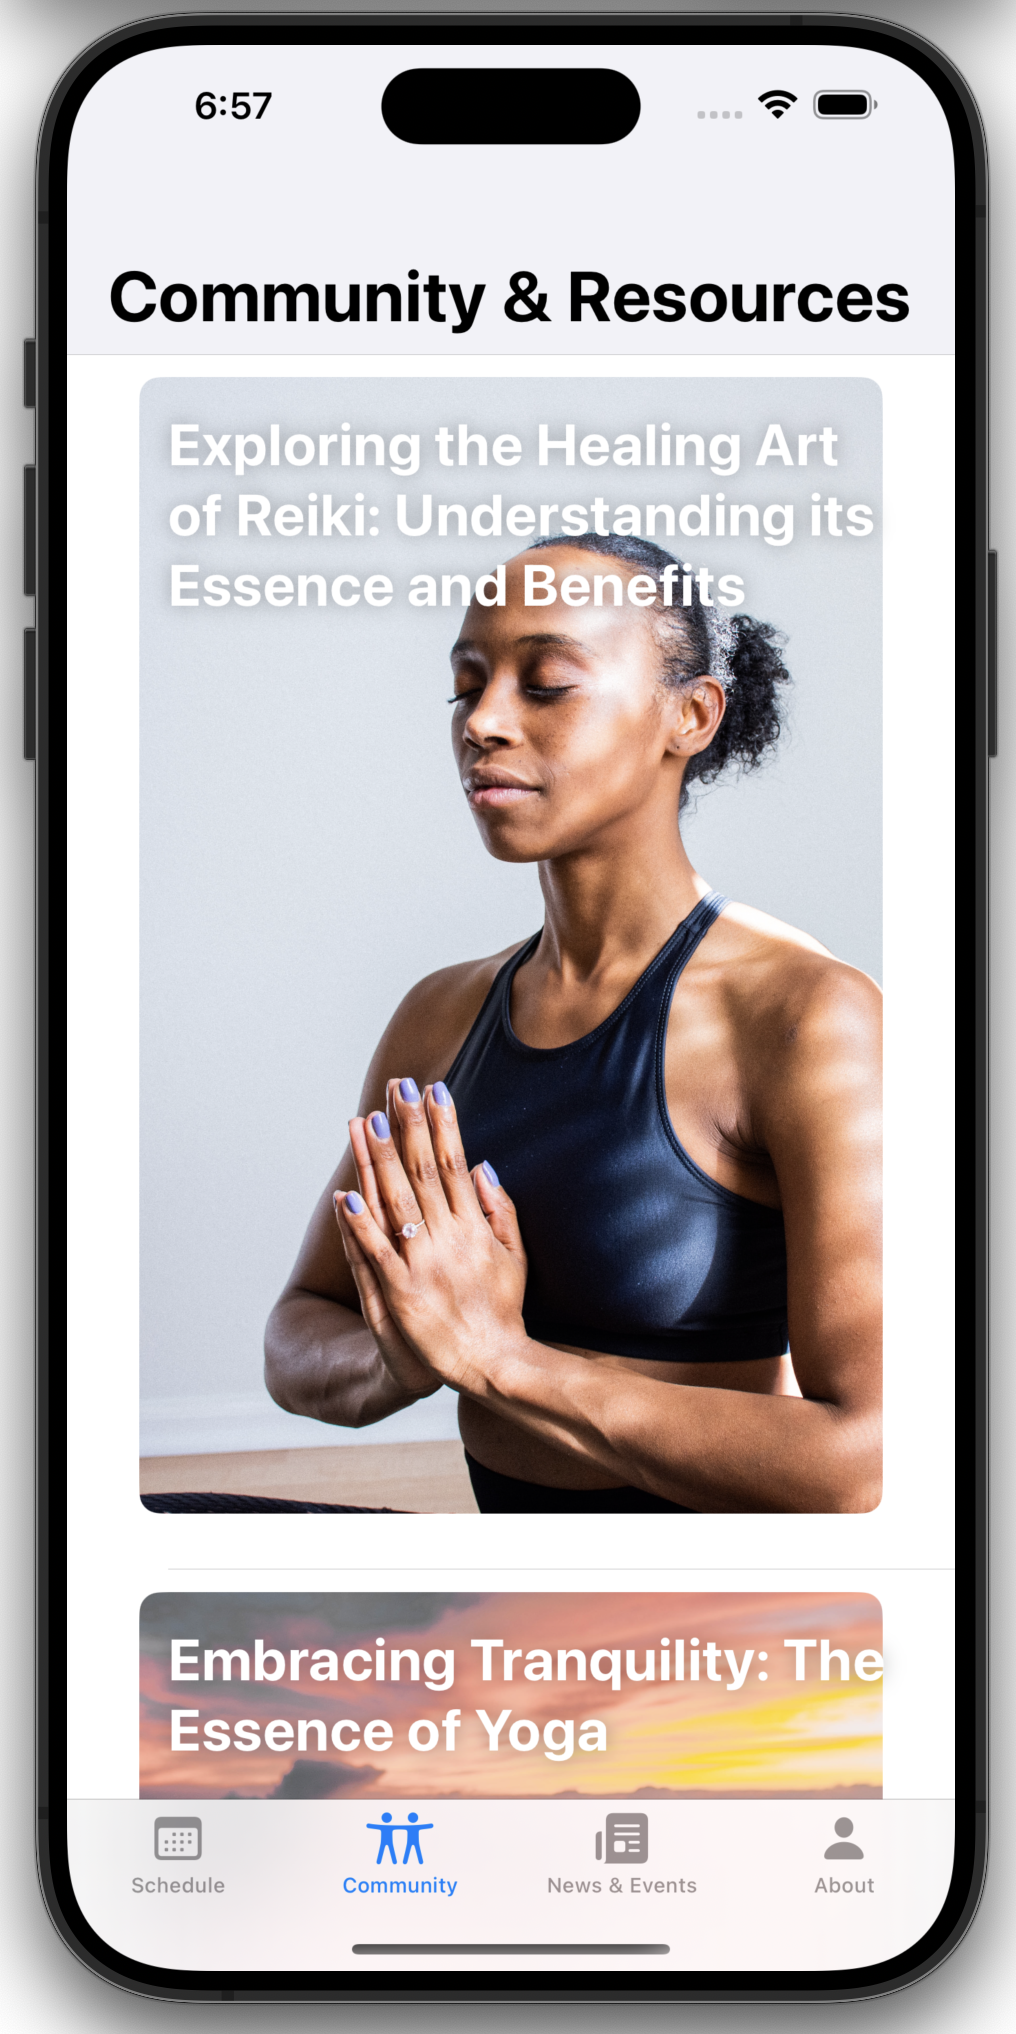 6:57
Community & Resources
Exploring the Healing Art
of Reiki: Understanding its
Essence and Benefits
Embracing Tranquility: The
Essence of Yoga
Schedule
Community
News & Events
About